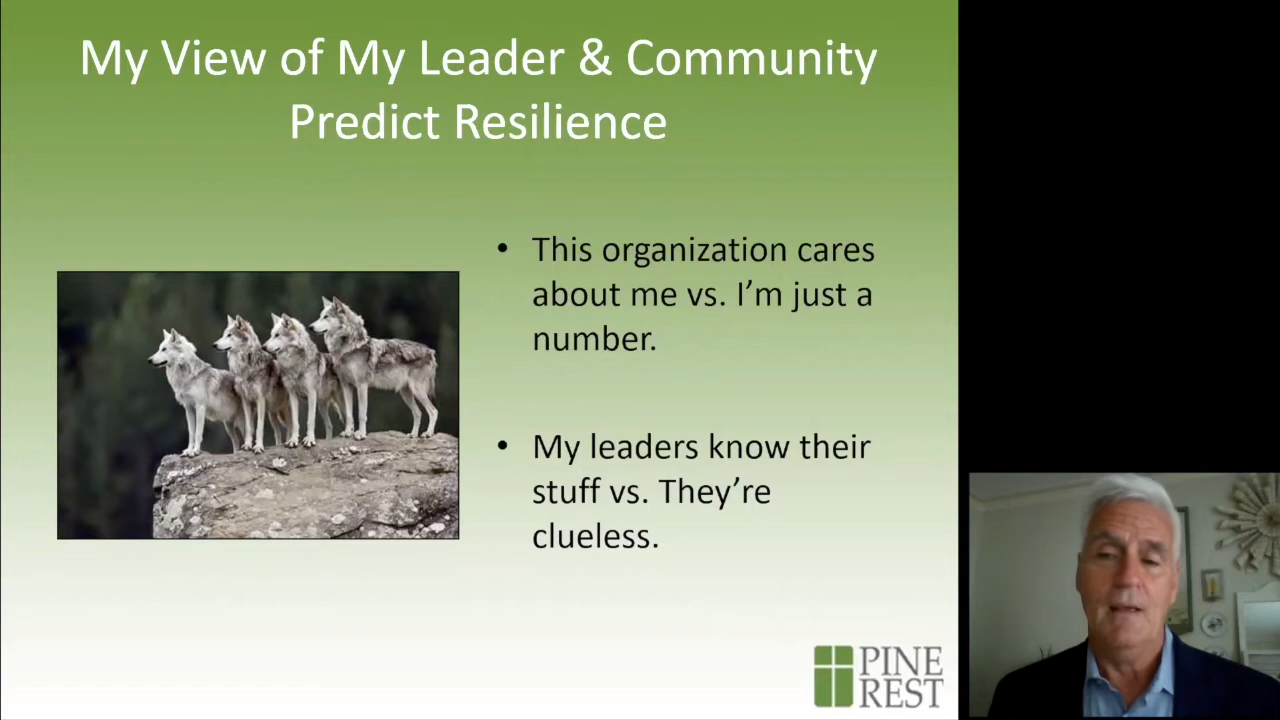 My View of My Leader & Community
Predict Resilience
• This organization cares
about me vs. I’m just a
number.
• My leaders know their
stuff vs. They’re
clueless.
PINE
REST